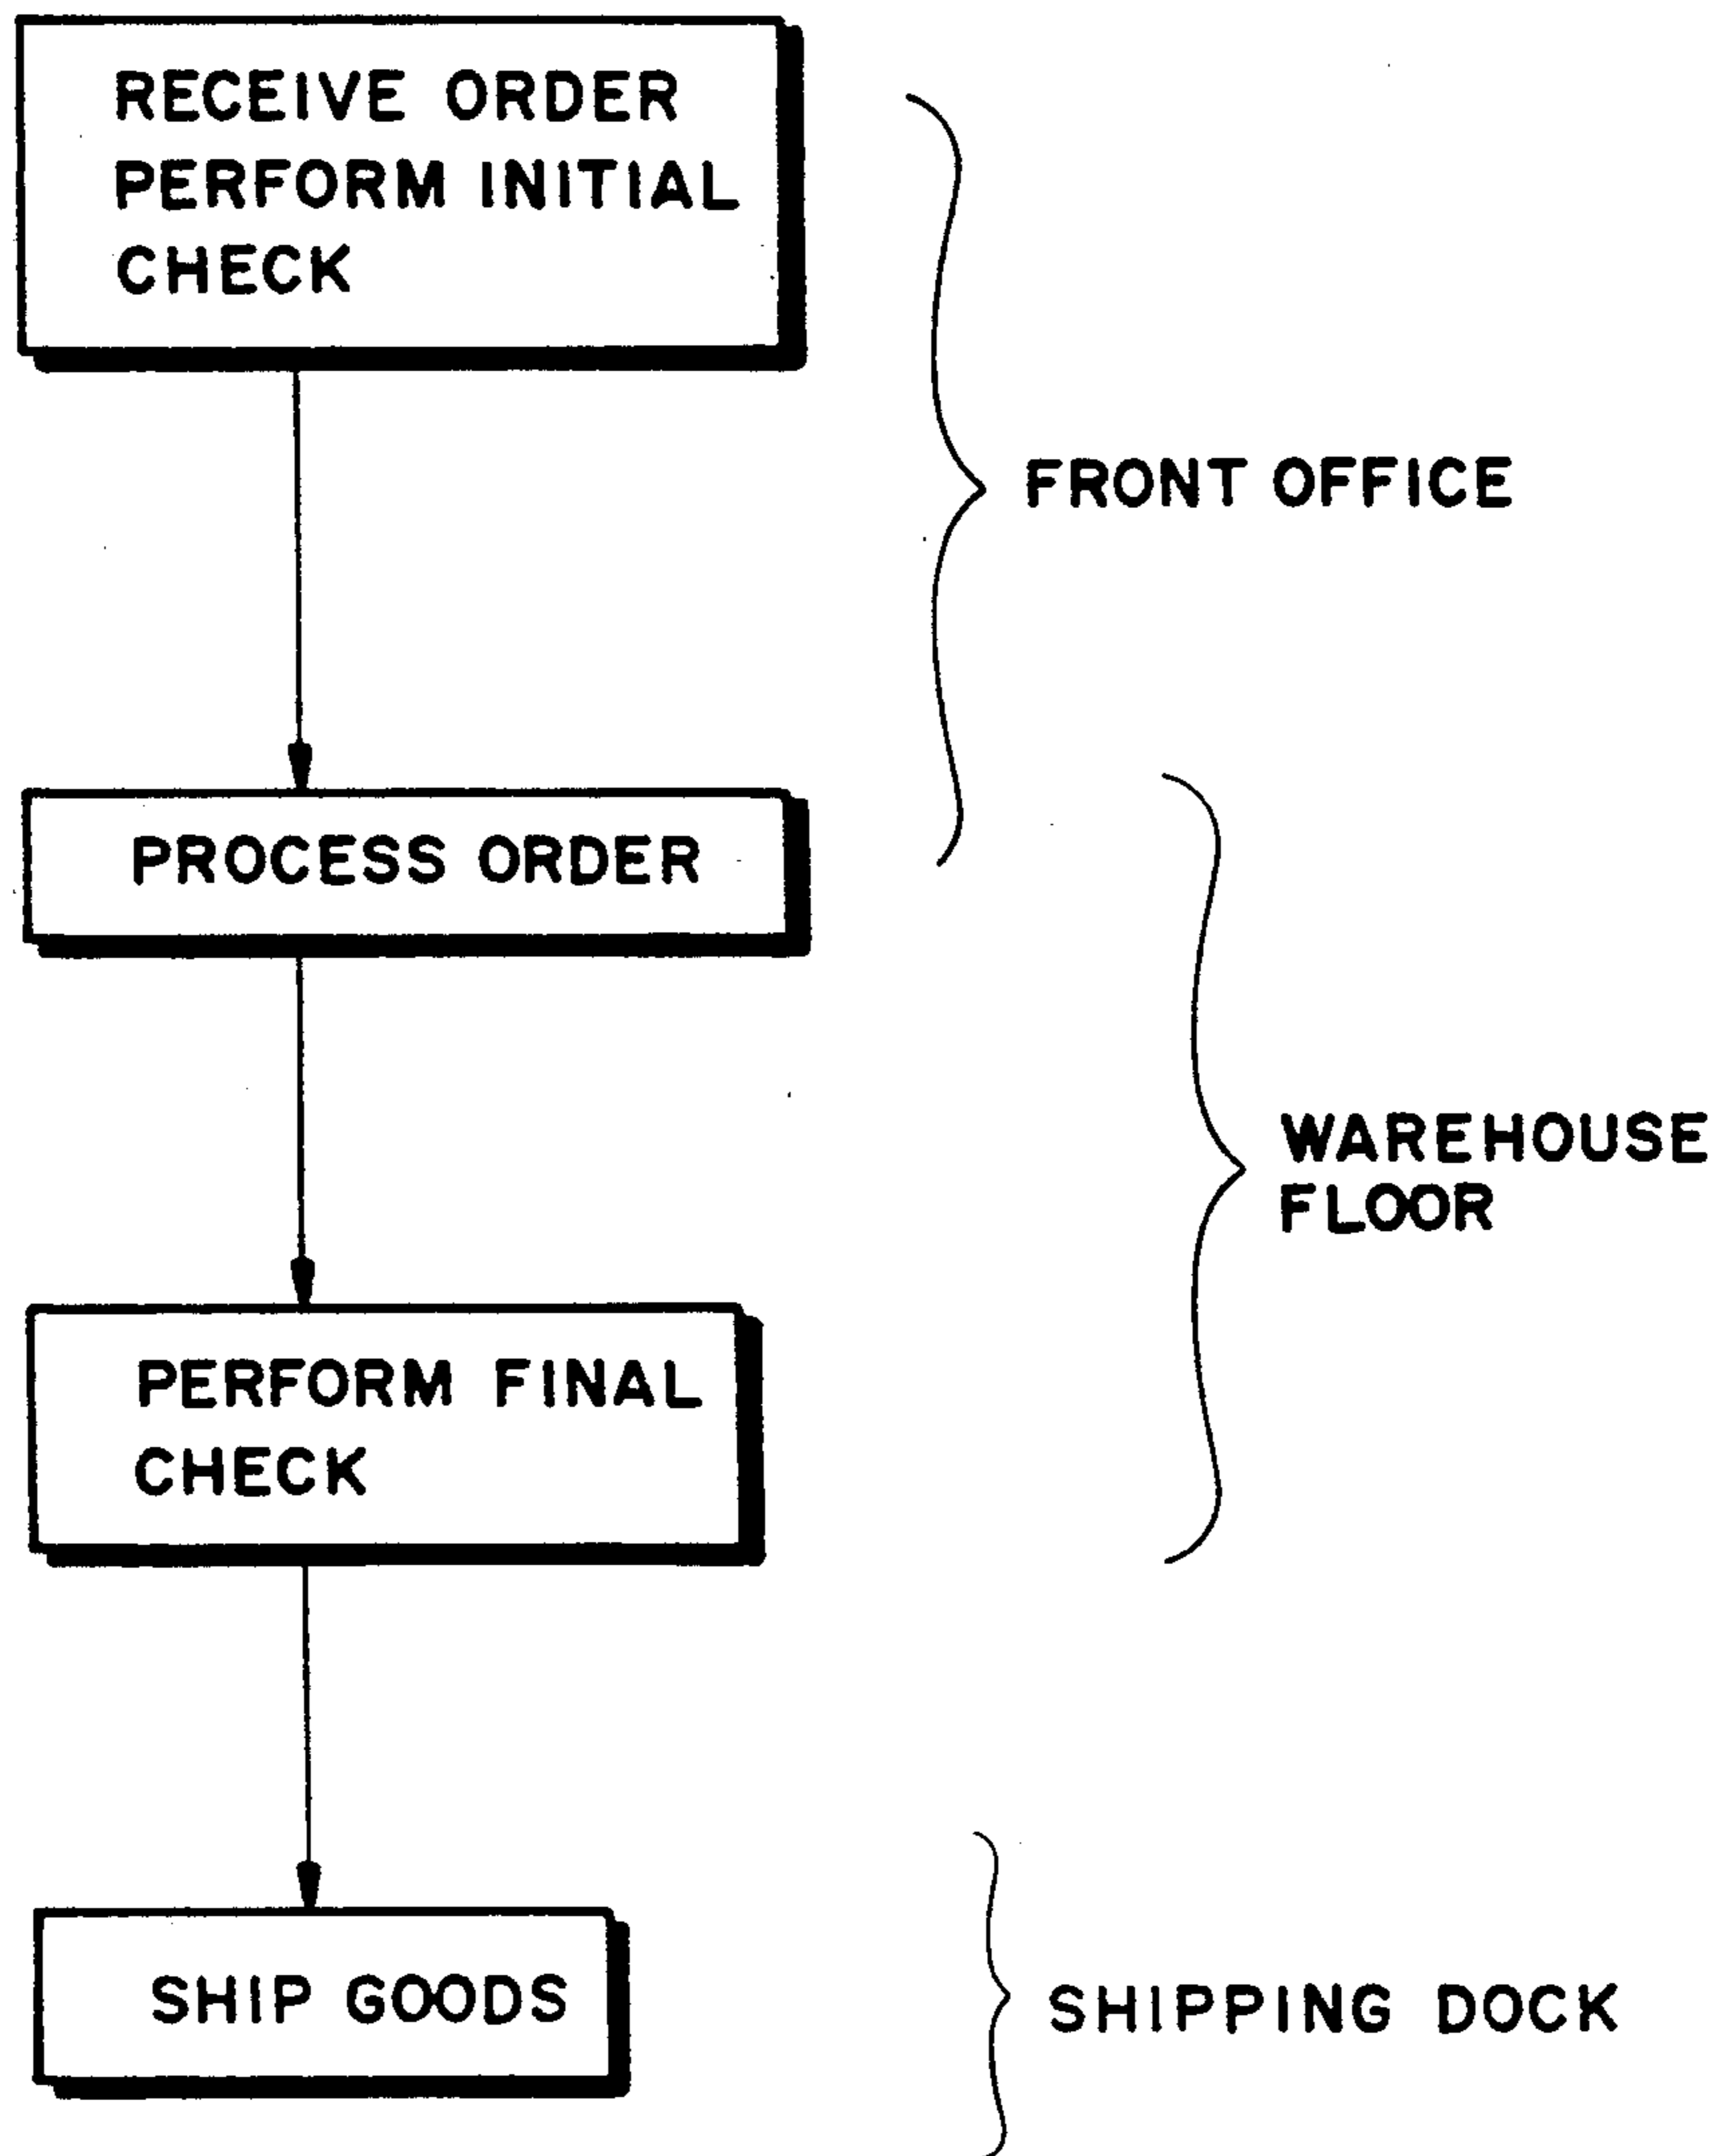 RECEIVE ORDER
PERFORM INITIAL
CHECK
FRONT OFFICE
PROCESS ORDER
WAREHOUSE
FLOOR
PERFORM FINAL
CHECK
SHIP GOODS
SHIPPING DOCK